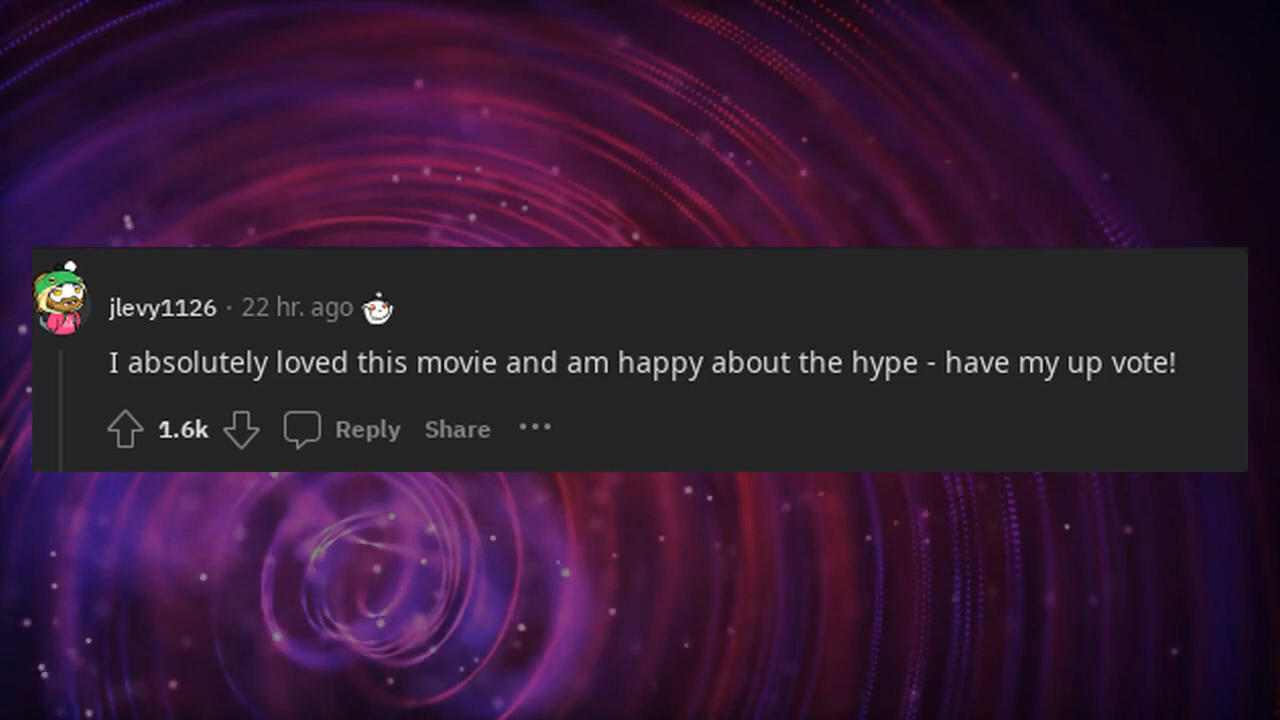 jlevy1126 · 22 hr. ago
I absolutely loved this movie and am happy about the hype - have my up vote!
1.6k Reply Share ...